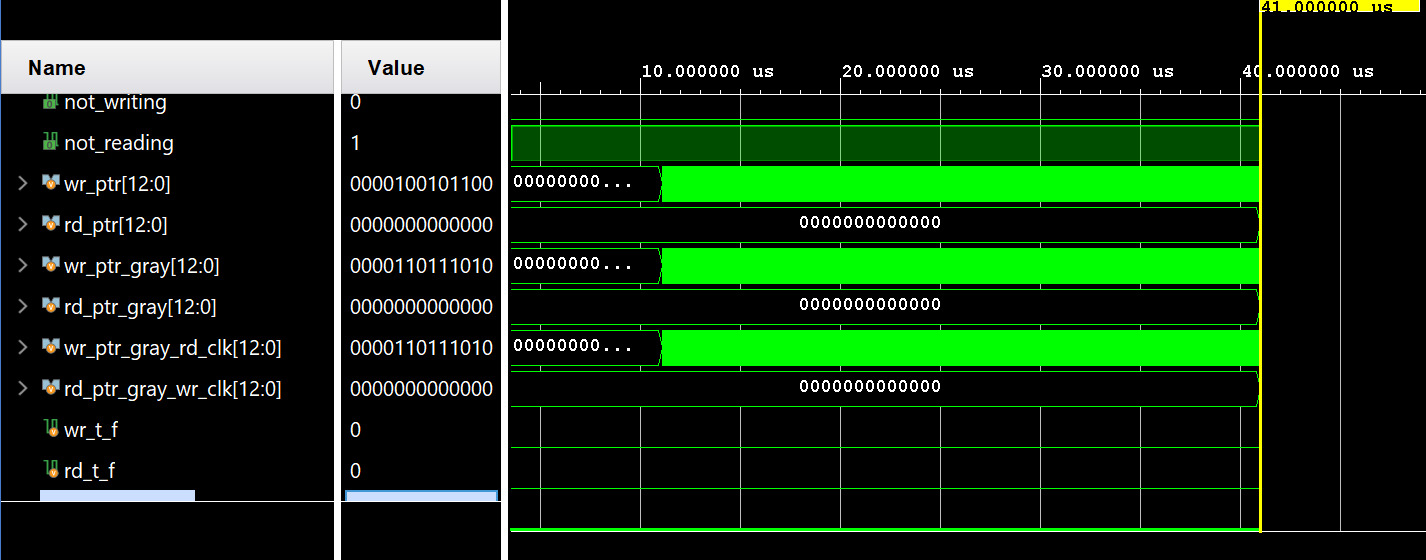 41.000000 us
Name Value
10.000000 us 20.000000 us 30.000000 us 40.000000 us
not_writing 0
not_reading 1
wr_ptr[12:0] 0000100101100 00000000...
rd_ptr[12:0] 0000000000000 0000000000000
wr_ptr_gray[12:0] 0000110111010 00000000...
rd_ptr_gray[12:0] 0000000000000 0000000000000
wr_ptr_gray_rd_clk[12:0] 0000110111010 00000000...
rd_ptr_gray_wr_clk[12:0] 0000000000000 0000000000000
wr_t_f 0
rd_t_f 0